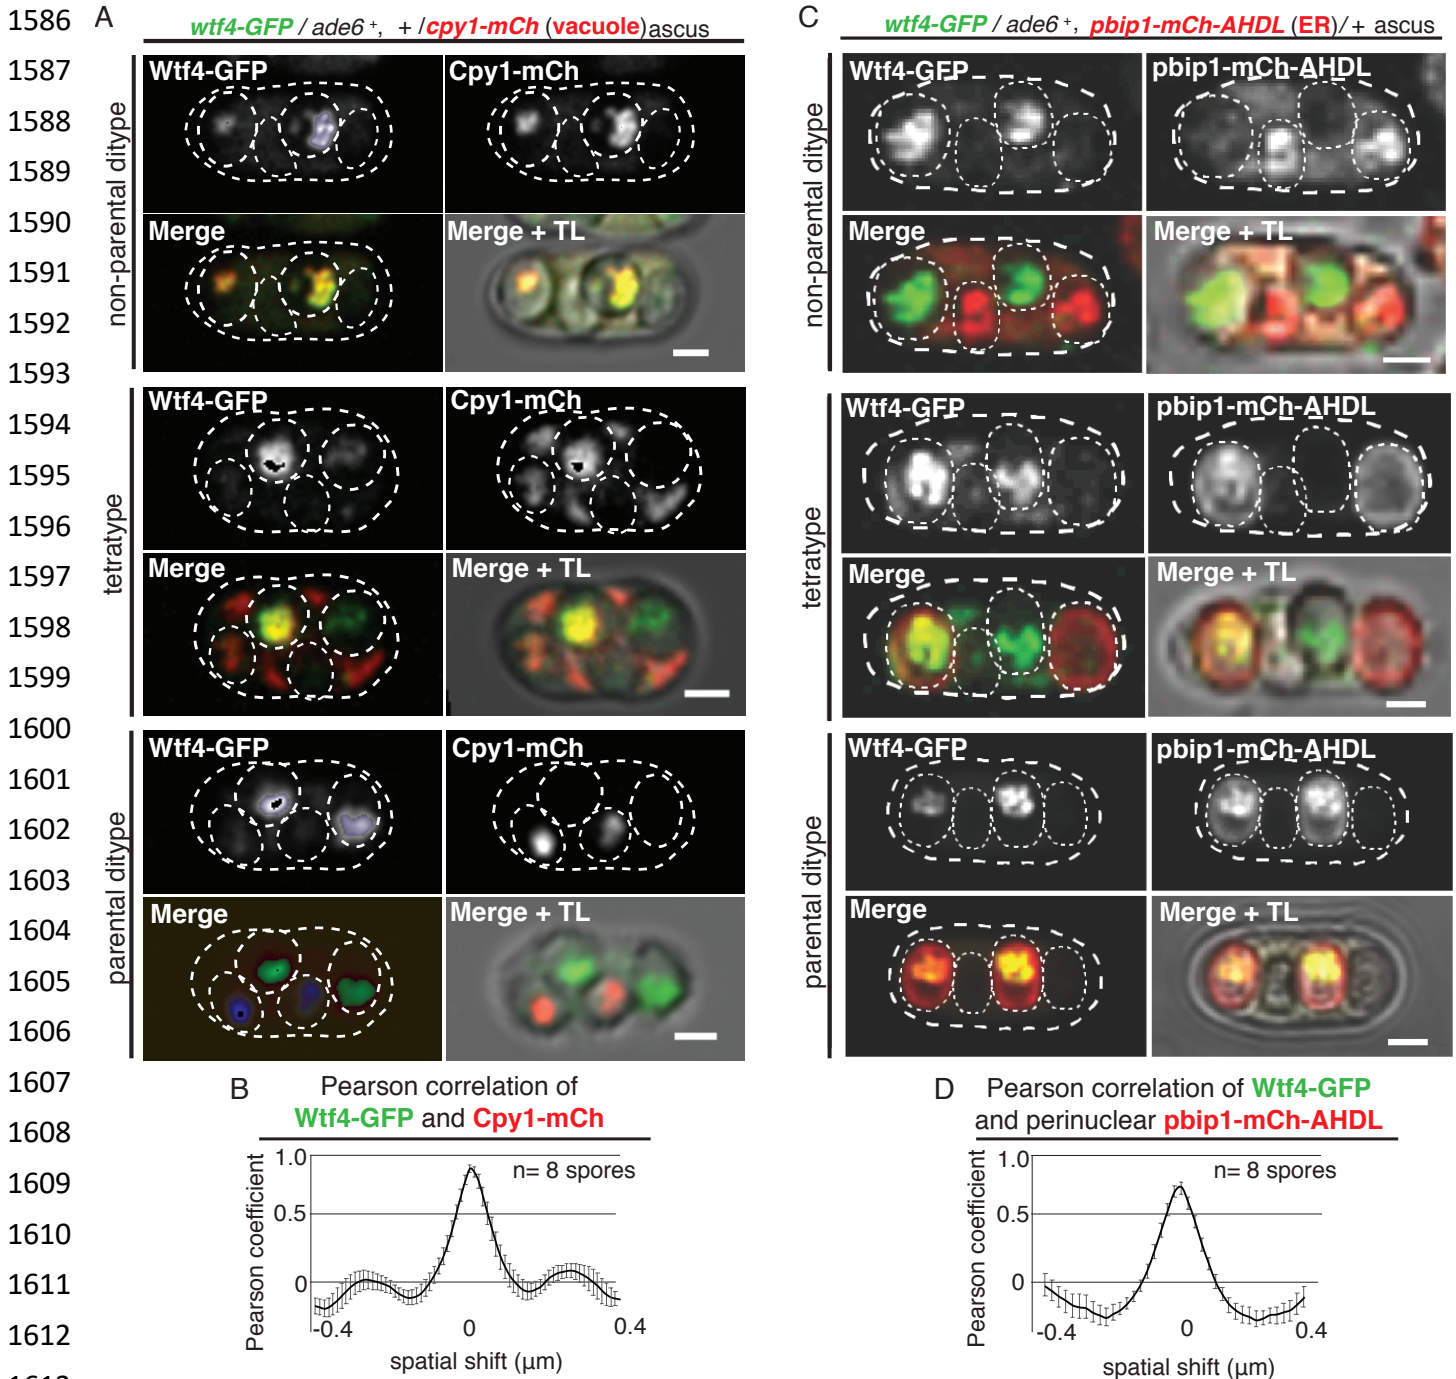 1586
1587
1588
1589
1590
1591
1592
1593
1594
1595
1596
1597
1598
1599
1600
1601
1602
1603
1604
1605
1606
1607
1608
1609
1610
1611
1612
A
wtf4-GFP / ade6+, + /cpy1-mCh (vacuole) ascus
non-parental ditype
Wtf4-GFP
Cpy1-mCh
Merge
Merge + TL
tetratype
Wtf4-GFP
Cpy1-mCh
Merge
Merge + TL
parental ditype
Wtf4-GFP
Cpy1-mCh
Merge
Merge + TL
B
Pearson correlation of
Wtf4-GFP and Cpy1-mCh
n= 8 spores
Pearson coefficient
1.0
0.5
0
-0.4
0
0.4
spatial shift (µm)
C
wtf4-GFP / ade6+, pbip1-mCh-AHDL (ER)/+ ascus
non-parental ditype
Wtf4-GFP
pbip1-mCh-AHDL
Merge
Merge + TL
tetratype
Wtf4-GFP
pbip1-mCh-AHDL
Merge
Merge + TL
parental ditype
Wtf4-GFP
pbip1-mCh-AHDL
Merge
Merge + TL
D
Pearson correlation of Wtf4-GFP
and perinuclear pbip1-mCh-AHDL
n= 8 spores
Pearson coefficient
1.0
0.5
0
-0.4
0
0.4
spatial shift (µm)